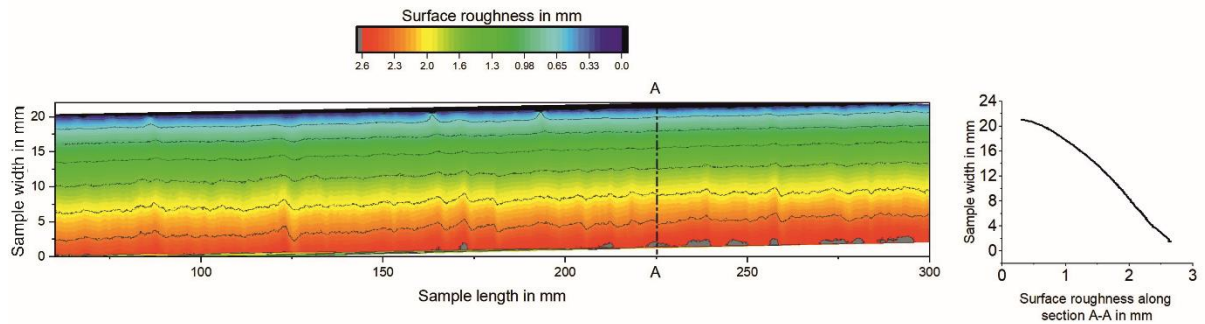 Surface roughness in mm
2.6 2.3 2.0 1.6 1.3 0.98 0.65 0.33 0.0
A
Sample width in mm
20
15
10
5
0
100 150 200 250 300
A
Sample length in mm
Sample width in mm
24
20
16
12
8
4
0
0 1 2 3
Surface roughness along
section A-A in mm